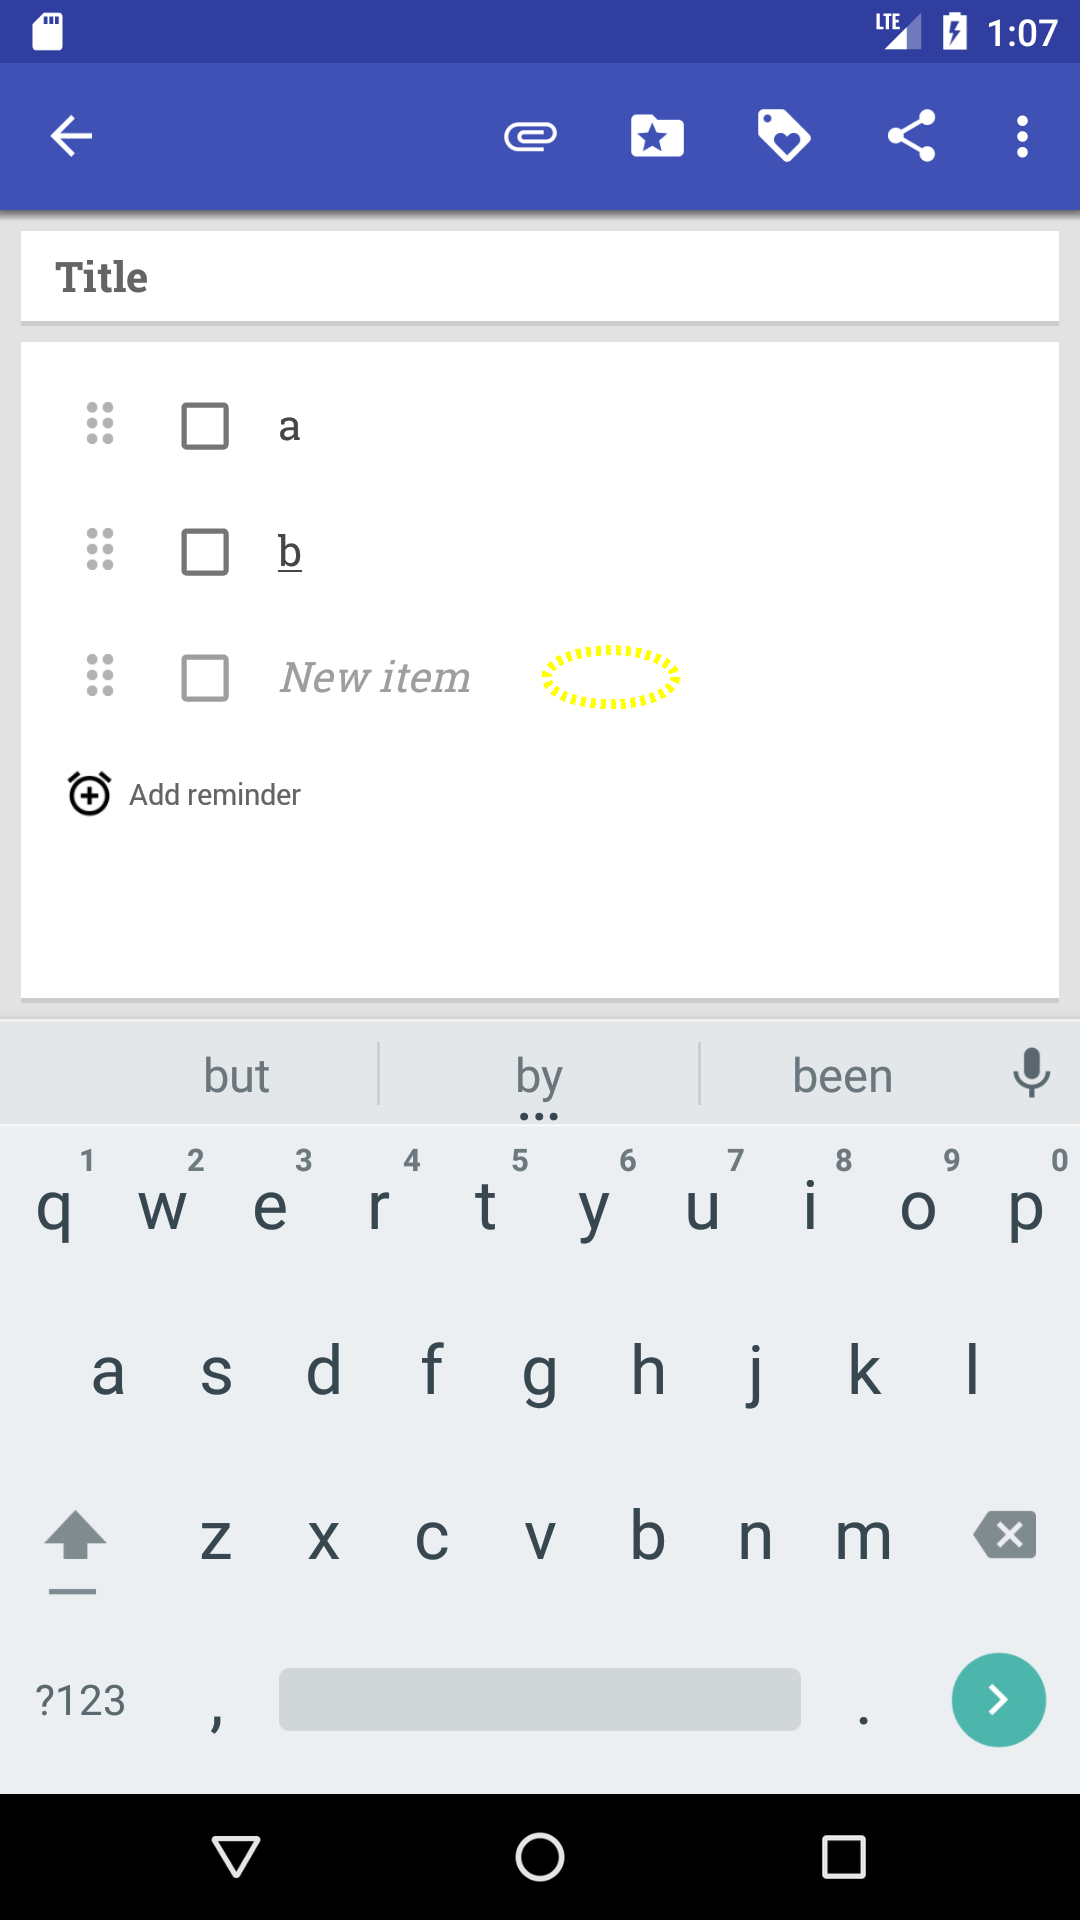 LTE 1:07
Title
a
b
New item
Add reminder
but by been
1 2 3 4 5 6 7 8 9 0
q w e r t y u i o p
a s d f g h j k l
z x c v b n m
?123 , .